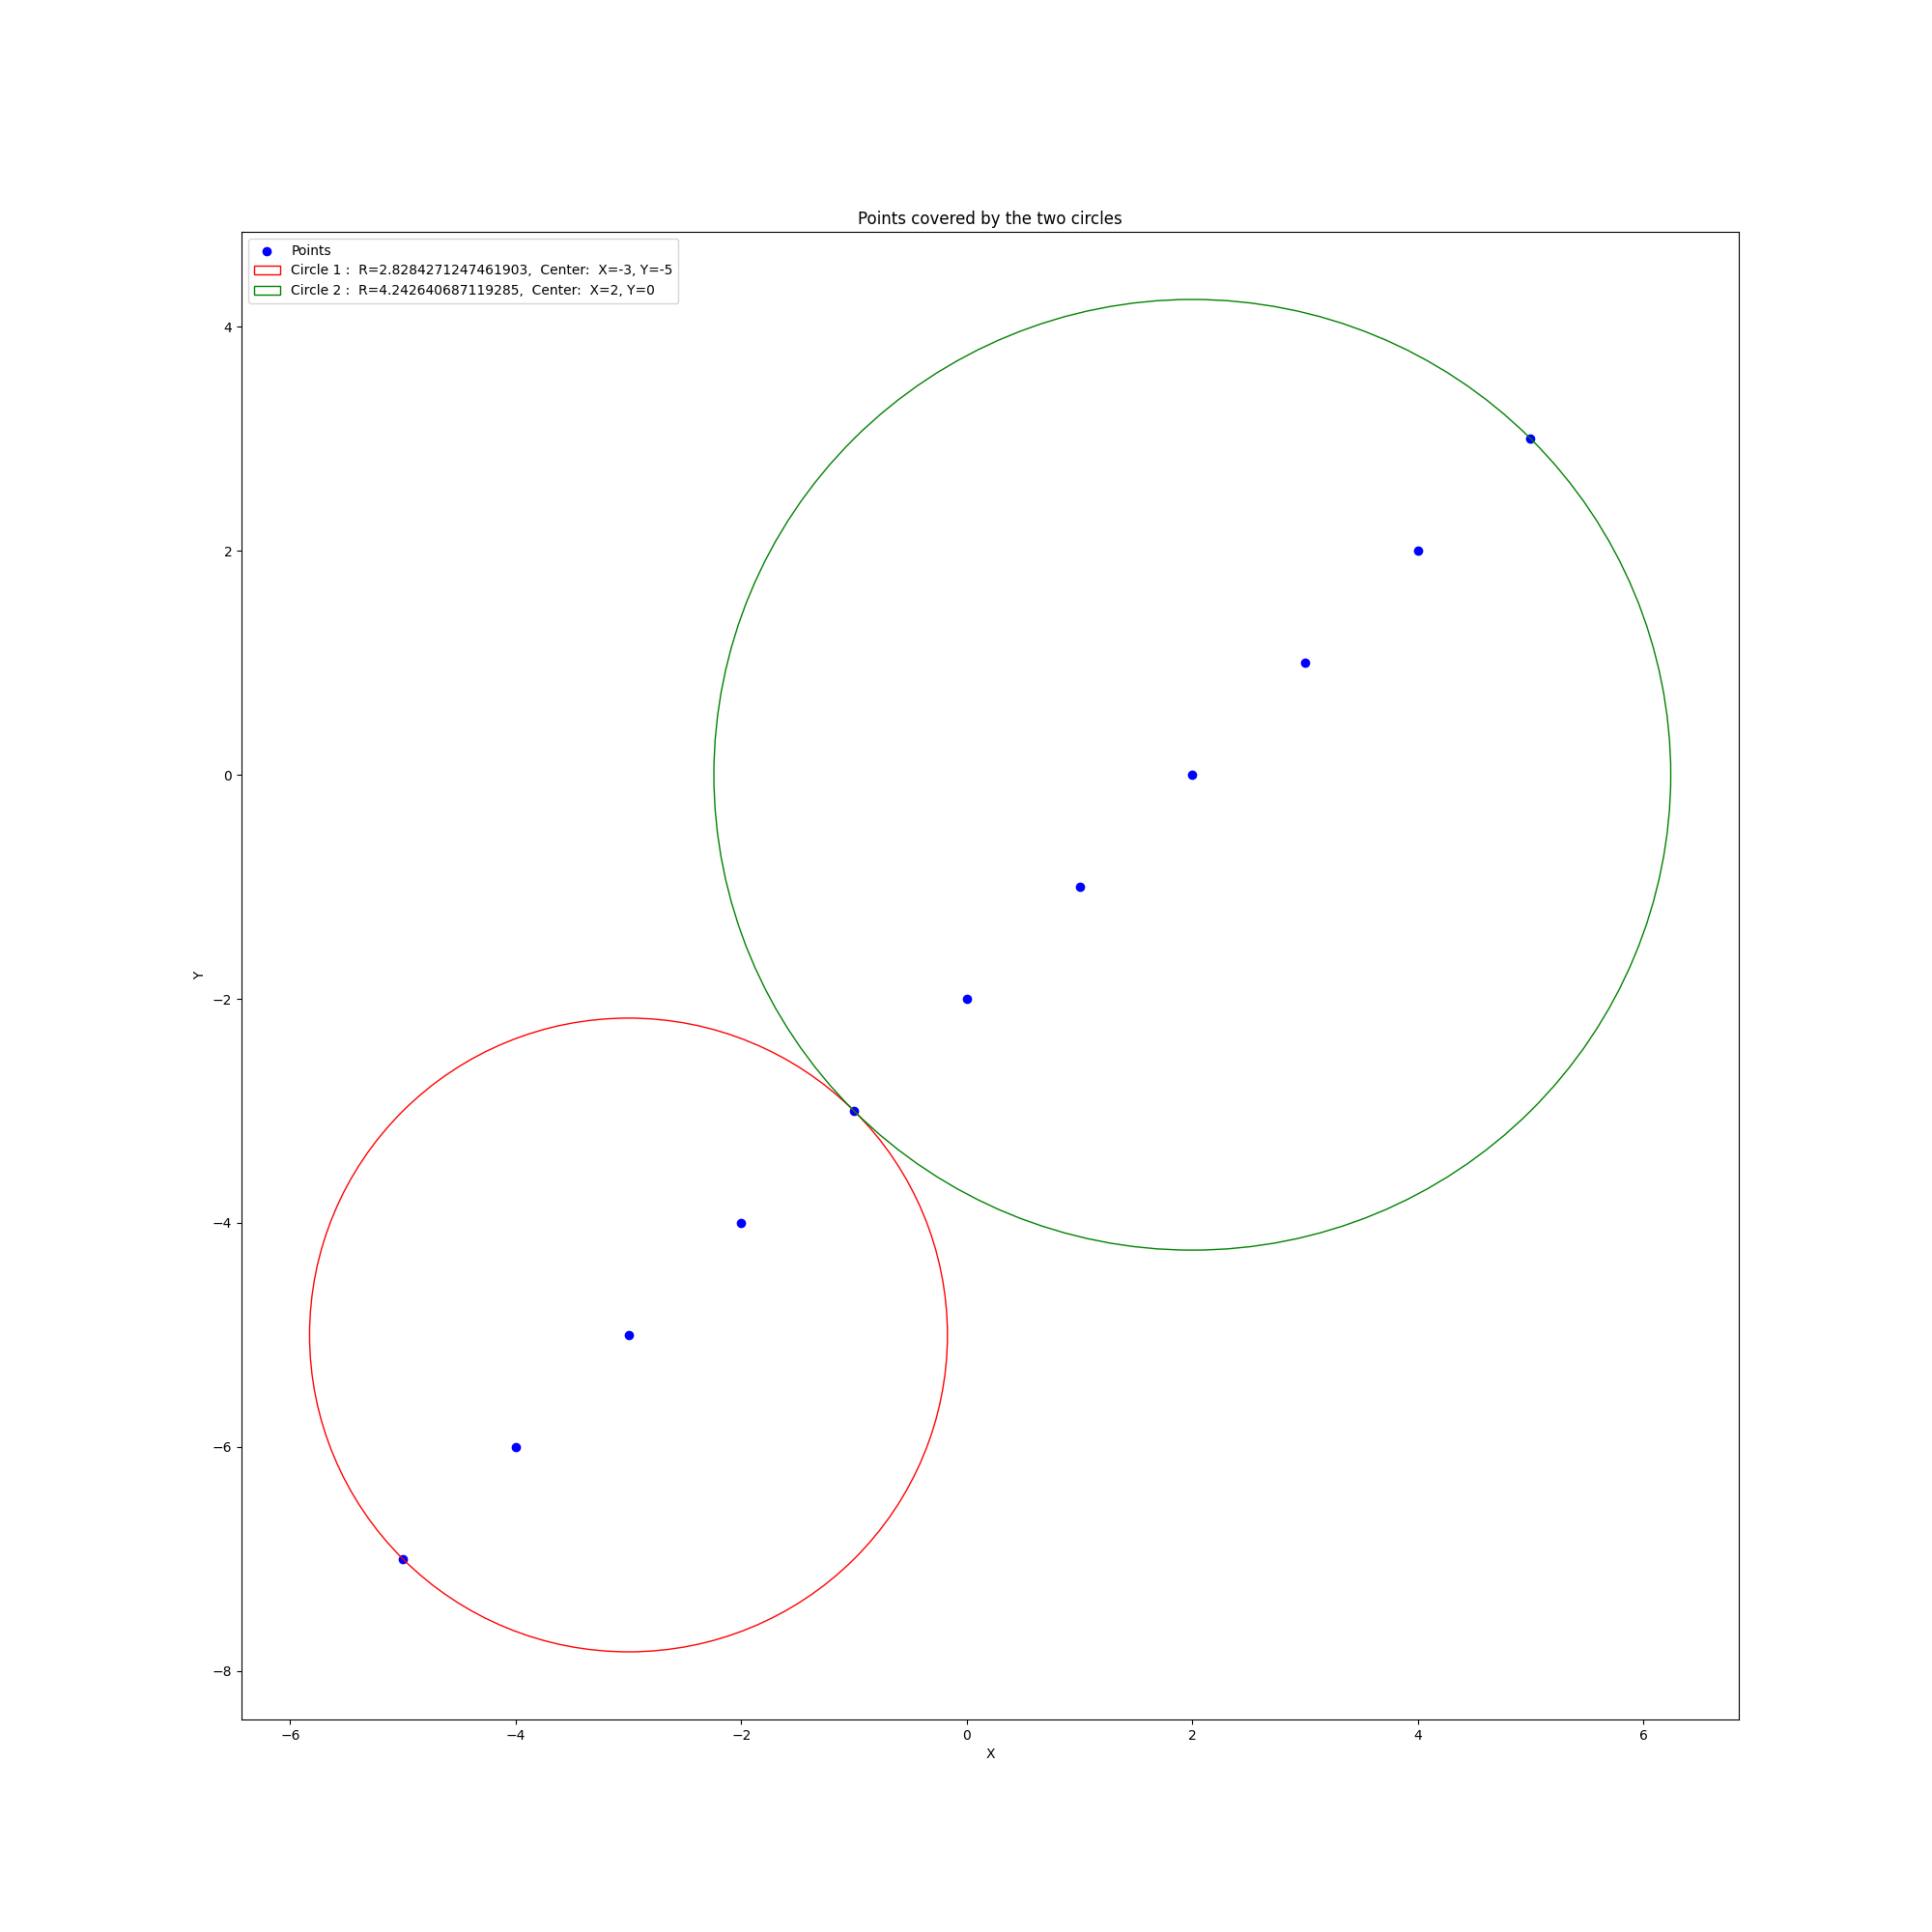 Points covered by the two circles
Points
Circle 1 :  R=2.8284271247461903,  Center:  X=-3, Y=-5
Circle 2 :  R=4.242640687119285,  Center:  X=2, Y=0
4
2
0
−2
−4
−6
−8
Y
−6 −4 −2 0 2 4 6
X